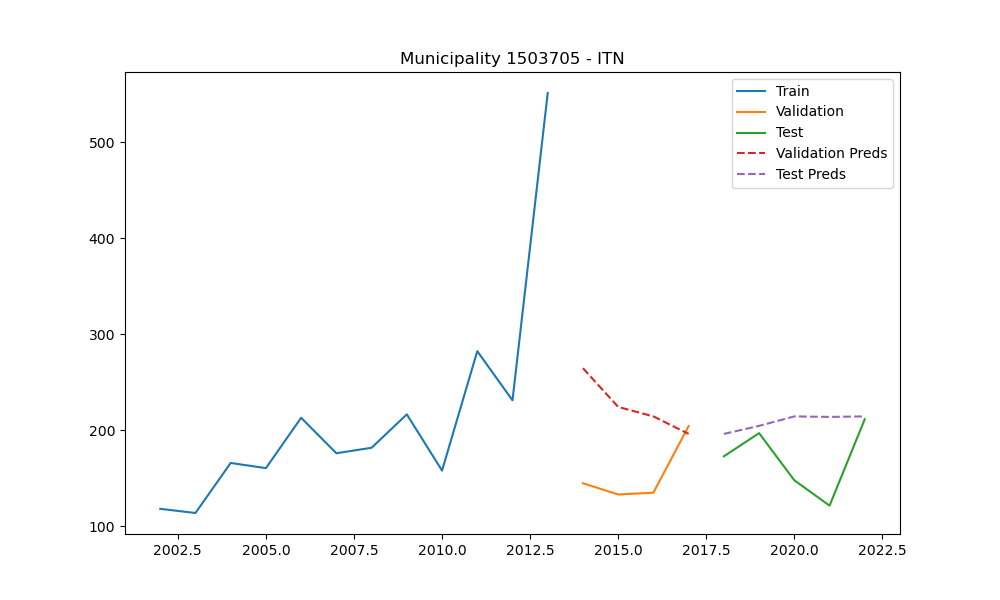 Municipality 1503705 - ITN
Train
Validation
Test
Validation Preds
Test Preds
500
400
300
200
100
2002.5 2005.0 2007.5 2010.0 2012.5 2015.0 2017.5 2020.0 2022.5